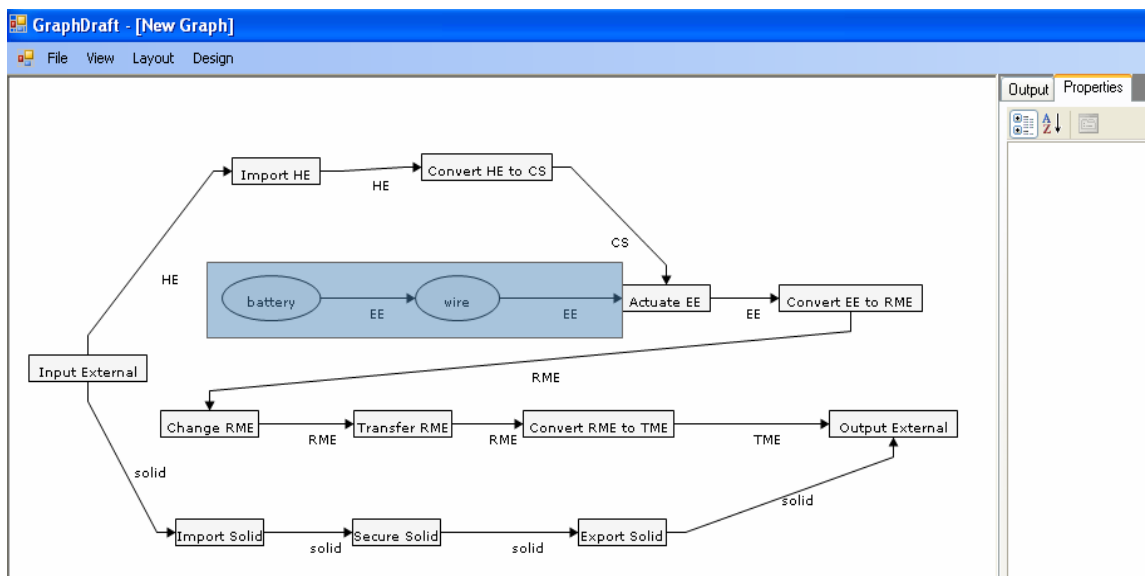 GraphDraft - [New Graph]
File View Layout Design
Output Properties
Import HE
HE
Convert HE to CS
CS
HE
battery
EE
wire
EE
Actuate EE
EE
Convert EE to RME
Input External
RME
Change RME
RME
Transfer RME
RME
Convert RME to TME
TME
Output External
solid
Import Solid
solid
Secure Solid
solid
Export Solid
solid